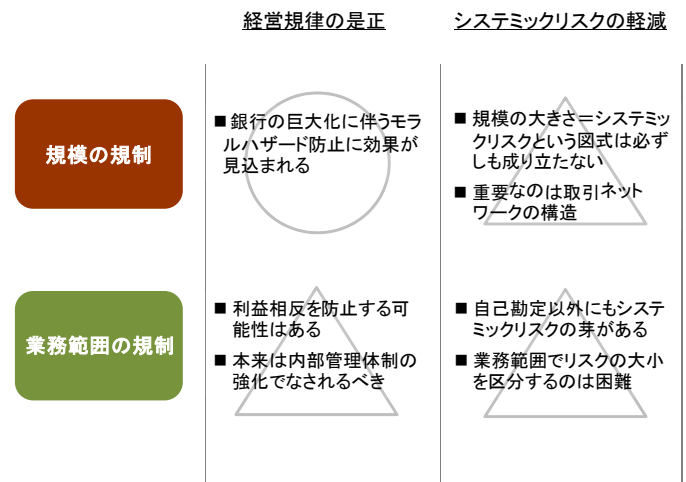 経営規律の是正
システミックリスクの軽減
規模の規制
■ 銀行の巨大化に伴うモラ
ルハザード防止に効果が
見込まれる
■ 規模の大きさ＝システミッ
クリスクという図式は必ず
しも成り立たない
■ 重要なのは取引ネット
ワークの構造
業務範囲の規制
■ 利益相反を防止する可
能性はある
■ 本来は内部管理体制の
強化でなされるべき
■ 自己勘定以外にもシステ
ミックリスクの芽がある
■ 業務範囲でリスクの大小
を区分するのは困難